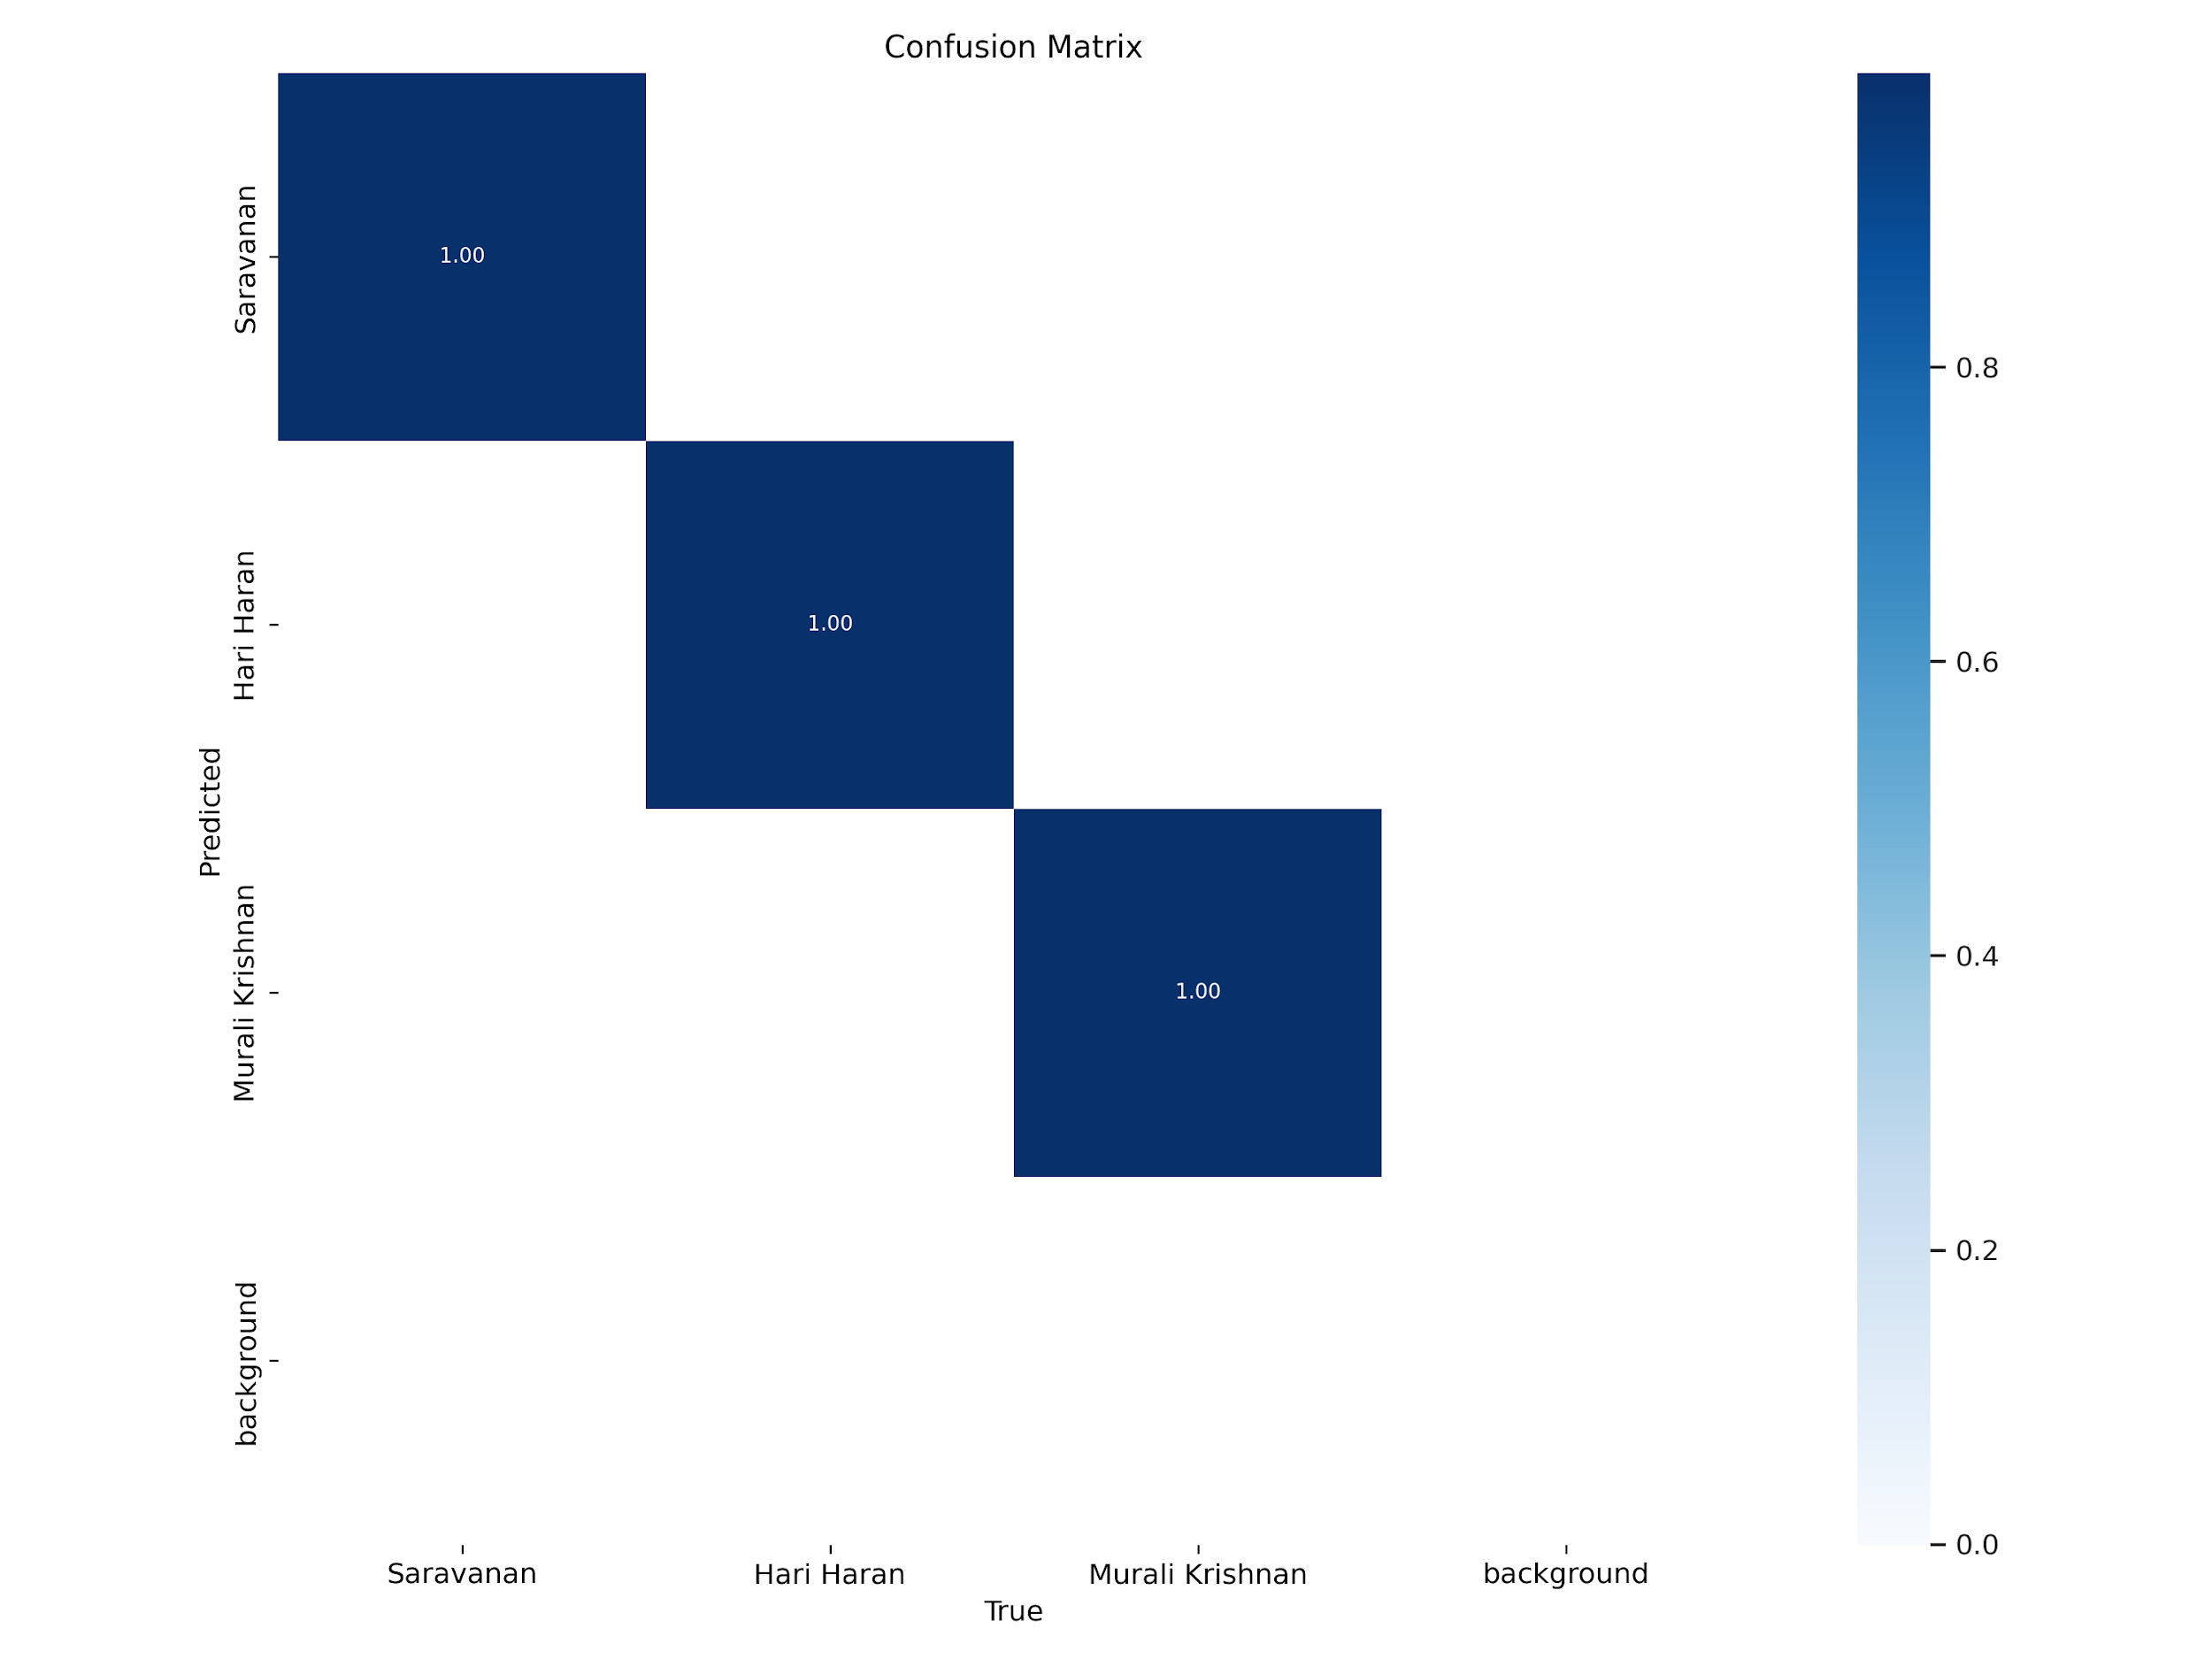 Confusion Matrix
Saravanan
1.00
Hari Haran
1.00
Predicted
Murali Krishnan
1.00
background
Saravanan Hari Haran Murali Krishnan background
True
0.8
0.6
0.4
0.2
0.0